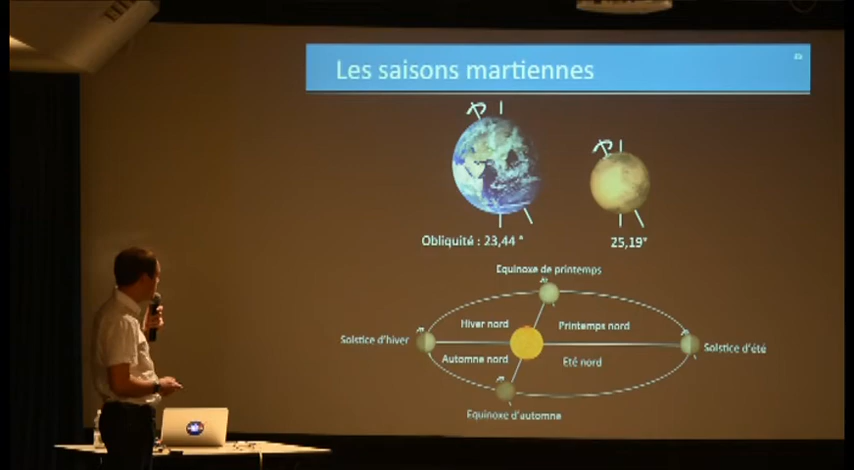 Les saisons martiennes
Obliquité : 23,44 °
25,19°
Equinoxe de printemps
Hiver nord
Printemps nord
Solstice d'hiver
Solstice d'été
Automne nord
Eté nord
Equinoxe d'automne